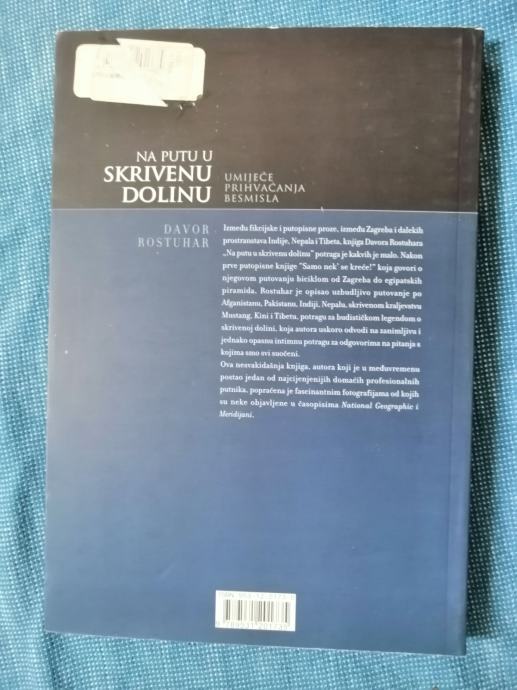 NA PUTU U
SKRIVENU
DOLINU
UMIJEĆE
PRIHVAĆANJA
BESMISLA
DAVOR
ROSTUHAR
Između fikcijske i putopisne proze, između Zagreba i dalekih
prostranstava Indije, Nepala i Tibeta, knjiga Davora Rostuhara
„Na putu u skrivenu dolinu” potraga je kakvih je malo. Nakon
prve putopisne knjige "Samo nek' se kreće!" koja govori o
njegovom putovanju biciklom od Zagreba do egipatskih
piramida, Rostuhar je opisao uzbudljivo putovanje po
Afganistanu, Pakistanu, Indiji, Nepalu, skrivenom kraljevstvu
Mustang, Kini i Tibetu, potragu za budističkom legendom o
skrivenoj dolini, koja autora uskoro odvodi na zanimljivu i
jednako opasnu intimnu potragu za odgovorima na pitanja s
kojima smo svi suočeni.
Ova nesvakidašnja knjiga, autora koji je u međuvremenu
postao jedan od najcijenjenijih domaćih profesionalnih
putnika, popraćena je fascinantnim fotografijama od kojih
su neke objavljene u časopisima National Geographic i
Meridijani.